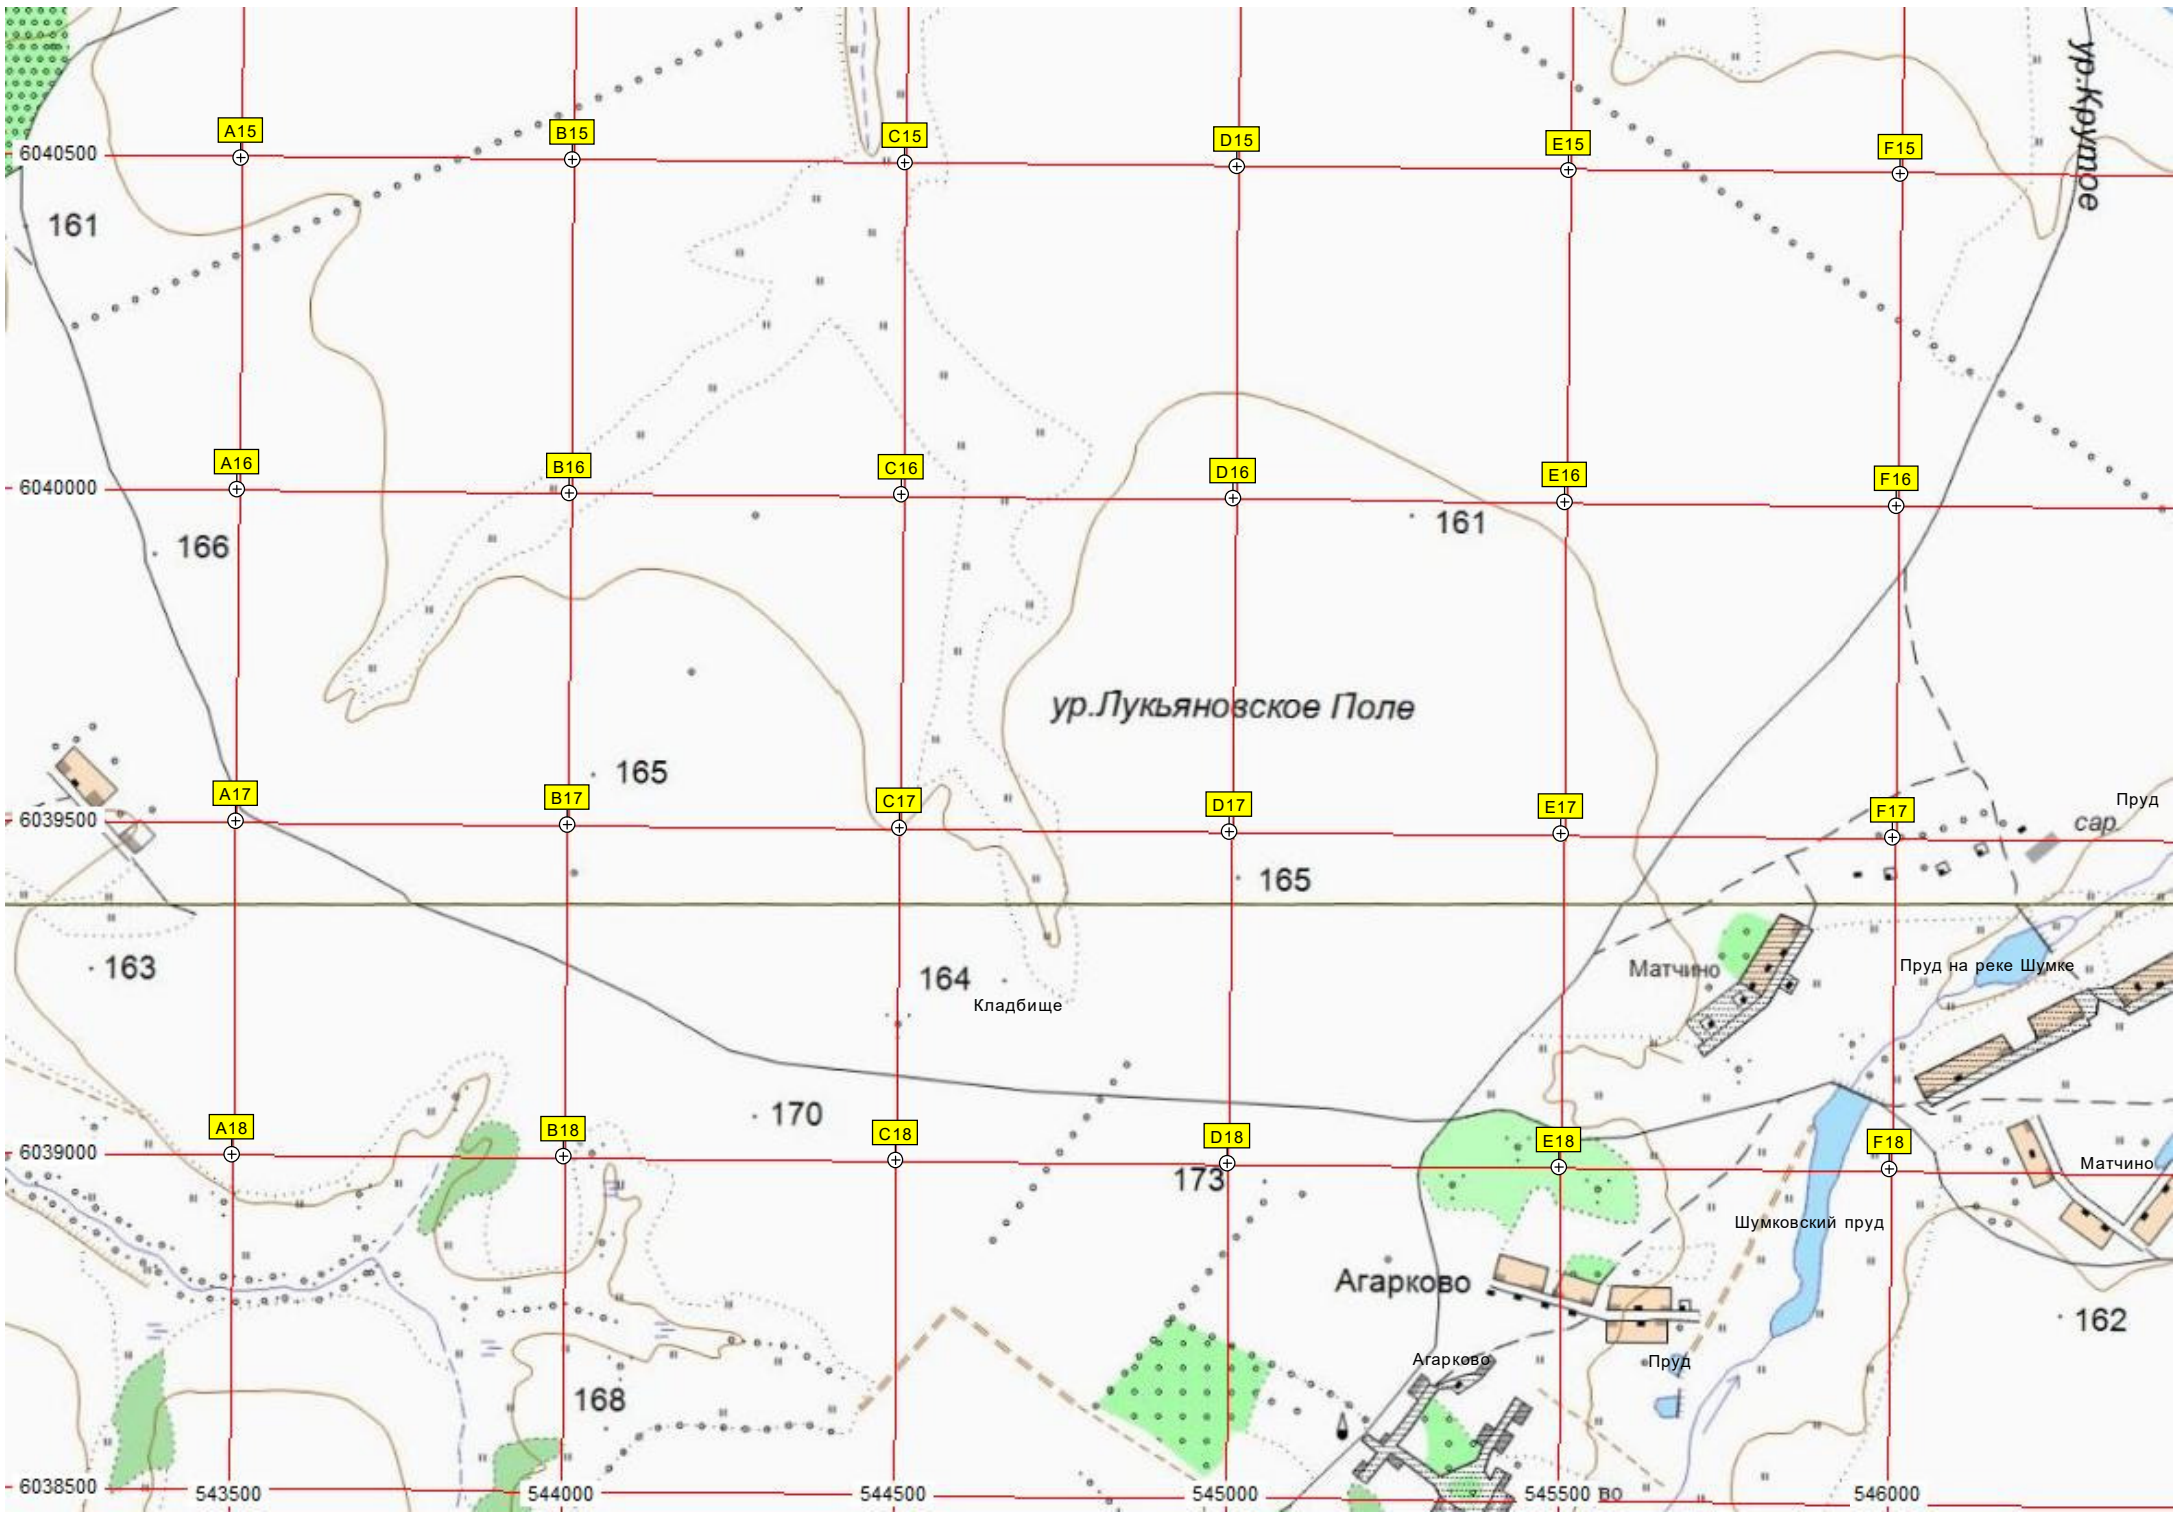 ур.Крутое
A15
B15
C15
D15
E15
F15
6040500
161
A16
B16
C16
D16
E16
F16
6040000
161
166
ур.Лукьяновское Поле
165
A17
B17
C17
D17
E17
F17
Пруд
6039500
сар.
165
163
164
Матчино
Пруд на реке Шумке
Кладбище
170
A18
B18
C18
D18
E18
F18
6039000
173
Матчино
Шумковский пруд
Агарково
162
Агарково
Пруд
168
6038500
543500
544000
544500
545000
545500
во
546000